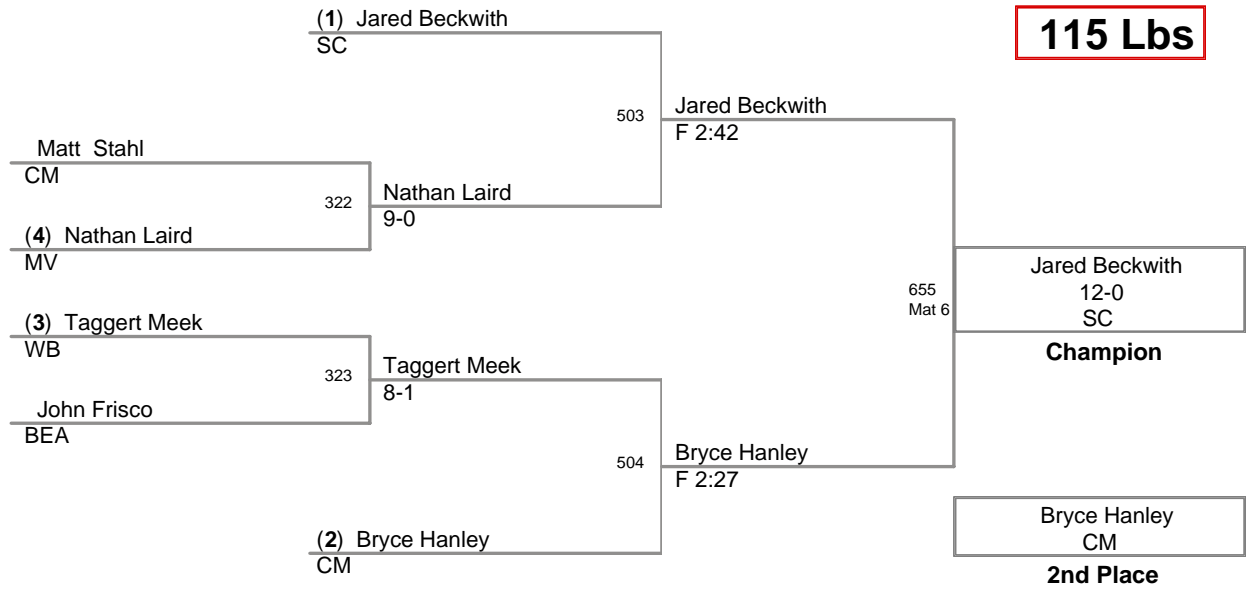 (1) Jared Beckwith
SC
115 Lbs
503
Jared Beckwith
F 2:42
Matt Stahl
CM
322
Nathan Laird
9-0
(4) Nathan Laird
MV
655
Mat 6
Jared Beckwith
12-0
SC
Champion
(3) Taggert Meek
WB
323
Taggert Meek
8-1
John Frisco
BEA
504
Bryce Hanley
F 2:27
(2) Bryce Hanley
CM
Bryce Hanley
CM
2nd Place